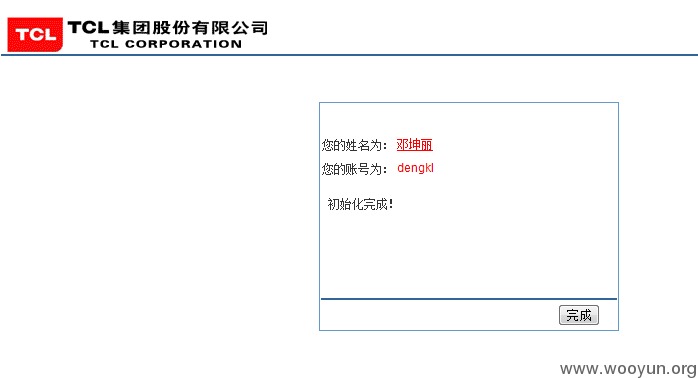 TCL TCL集团股份有限公司
TCL CORPORATION
您的姓名为： 邓坤丽
您的账号为： dengkl
初始化完成！
完成
www.wooyun.org